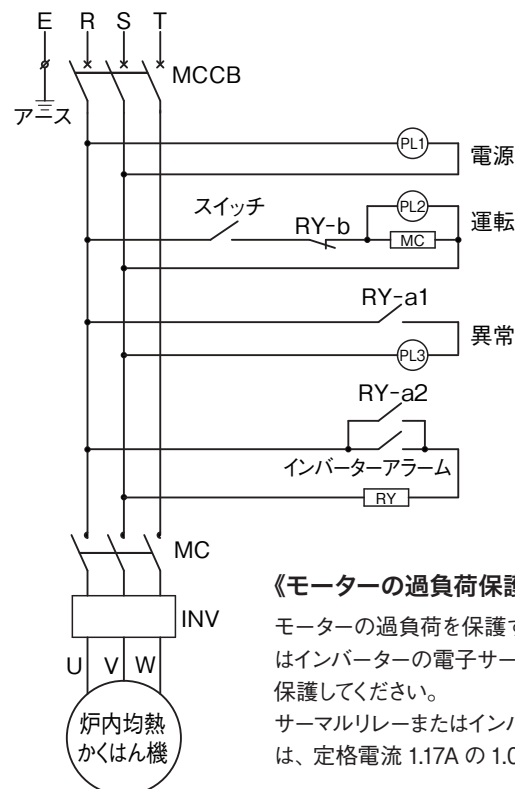 E R S T
MCCB
アース
PL1
電源
スイッチ
RY-b
PL2
運転
MC
RY-a1
異常
PL3
RY-a2
インバーターアラーム
RY
MC
INV
U V W
炉内均熱
かくはん機
《モーターの過負荷保護
モーターの過負荷を保護す
はインバーターの電子サー
保護してください。
サーマルリレーまたはインバ
は、定格電流 1.17A の 1.0